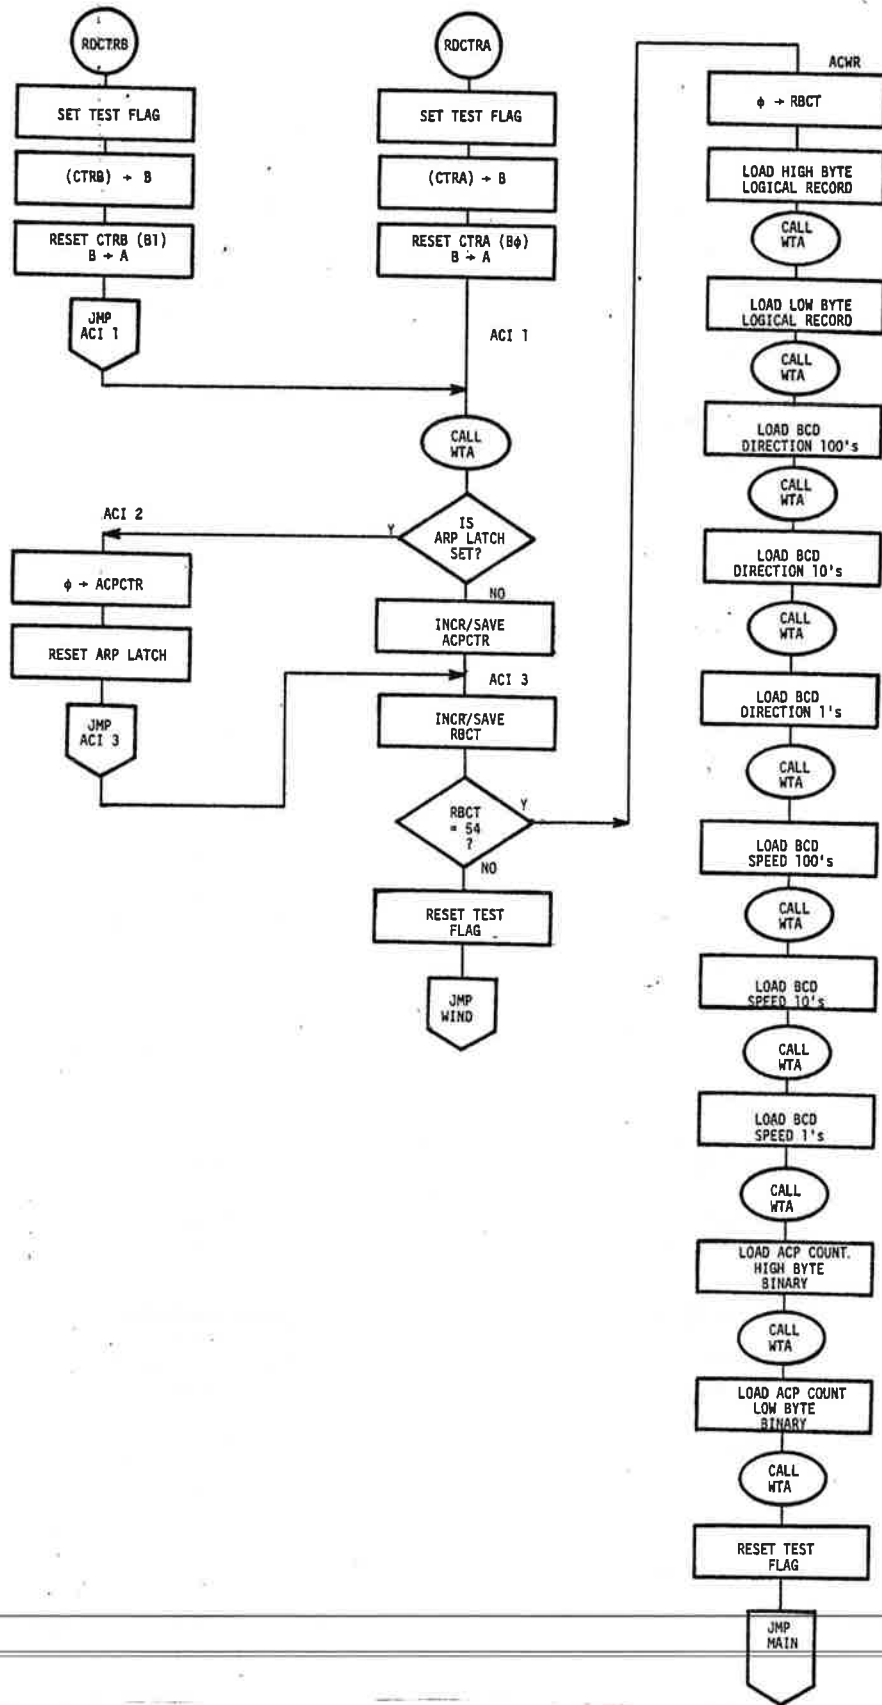 RDCTRB
SET TEST FLAG
(CTRB) → B
RESET CTRB (B1)
B → A
JMP
ACI 1
RDCTRA
SET TEST FLAG
(CTRA) → B
RESET CTRA (Bϕ)
B → A
ACI 1
CALL
WTA
IS
ARP LATCH
SET?
Y
NO
ACI 2
ϕ → ACPCTR
RESET ARP LATCH
JMP
ACI 3
INCR/SAVE
ACPCTR
ACI 3
INCR/SAVE
RBCT
RBCT
= 54
?
Y
NO
RESET TEST
FLAG
JMP
WIND
ACWR
ϕ → RBCT
LOAD HIGH BYTE
LOGICAL RECORD
CALL
WTA
LOAD LOW BYTE
LOGICAL RECORD
CALL
WTA
LOAD BCD
DIRECTION 100's
CALL
WTA
LOAD BCD
DIRECTION 10's
CALL
WTA
LOAD BCD
DIRECTION 1's
CALL
WTA
LOAD BCD
SPEED 100's
CALL
WTA
LOAD BCD
SPEED 10's
CALL
WTA
LOAD BCD
SPEED 1's
CALL
WTA
LOAD ACP COUNT.
HIGH BYTE
BINARY
CALL
WTA
LOAD ACP COUNT
LOW BYTE
BINARY
CALL
WTA
RESET TEST
FLAG
JMP
MAIN